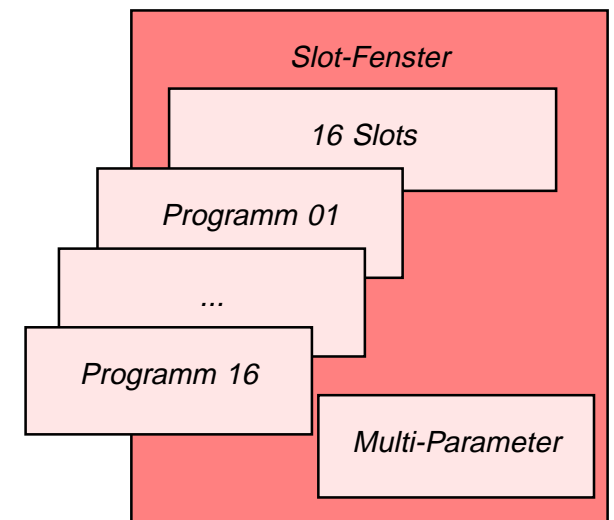 Slot-Fenster
16 Slots
Programm 01
...
Programm 16
Multi-Parameter